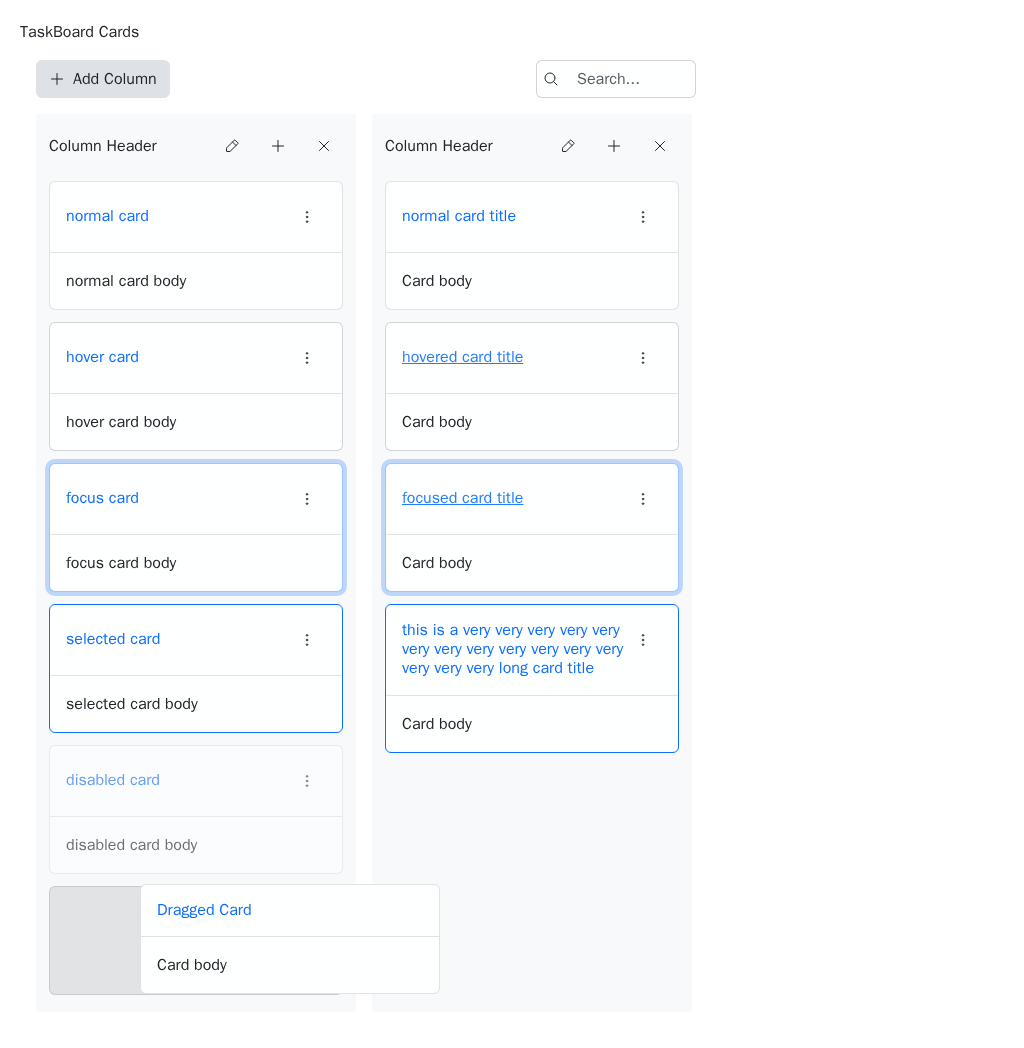 TaskBoard Cards
Add Column
Search...
Column Header
normal card
normal card body
hover card
hover card body
focus card
focus card body
selected card
selected card body
disabled card
disabled card body
Dragged Card
Card body
Column Header
normal card title
Card body
hovered card title
Card body
focused card title
Card body
this is a very very very very very
very very very very very very very
very very very long card title
Card body